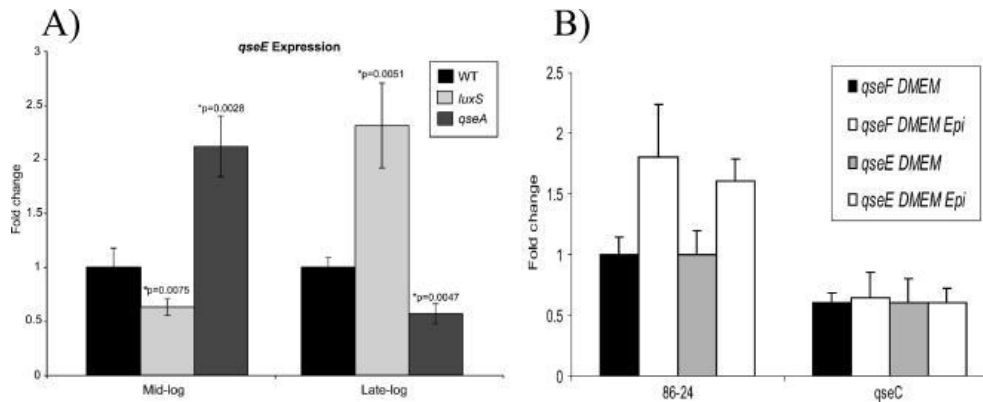 A)
qseE Expression
3
2.5
2
1.5
1
0.5
0
Fold change
*p=0.0075
*p=0.0028
*p=0.0051
*p=0.0047
WT
luxS
qseA
Mid-log
Late-log
B)
2.5
2
1.5
1
0.5
0
Fold change
qseF DMEM
qseF DMEM Epi
qseE DMEM
qseE DMEM Epi
86-24
qseC